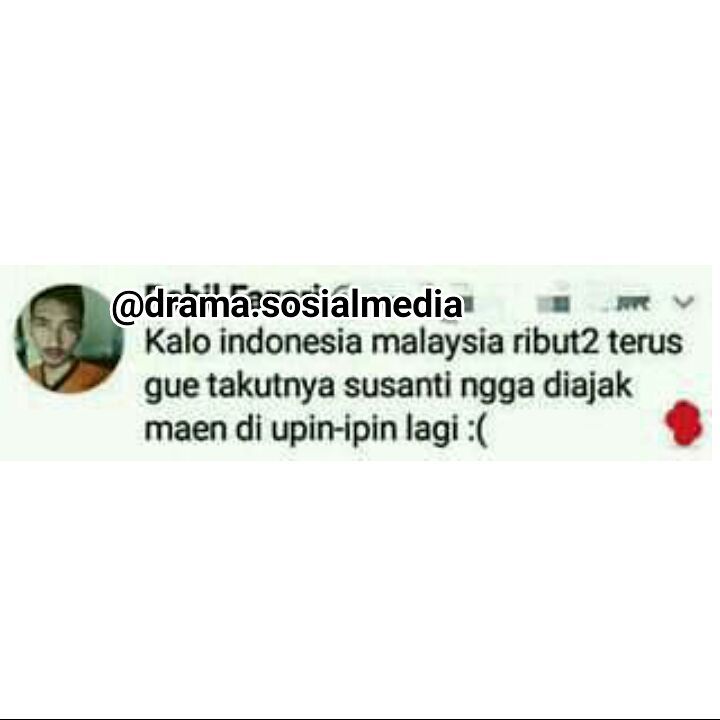 @drama.sosialmedia
Kalo indonesia malaysia ribut2 terus
gue takutnya susanti ngga diajak
maen di upin-ipin lagi :(